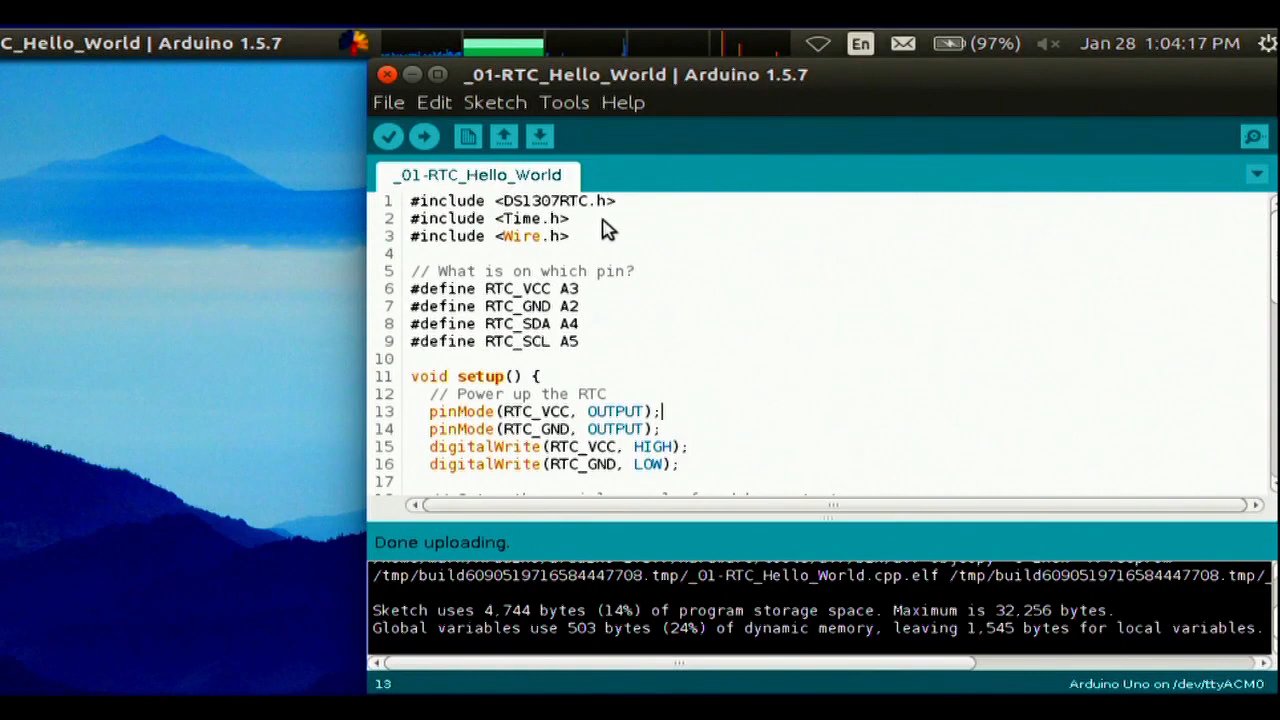 C_Hello_World | Arduino 1.5.7
En
(97%)
Jan 28 1:04:17 PM
_01-RTC_Hello_World | Arduino 1.5.7
File Edit Sketch Tools Help
_01-RTC_Hello_World
1 #include <DS1307RTC.h>
2 #include <Time.h>
3 #include <Wire.h>
4
5 // What is on which pin?
6 #define RTC_VCC A3
7 #define RTC_GND A2
8 #define RTC_SDA A4
9 #define RTC_SCL A5
10
11 void setup() {
12 // Power up the RTC
13 pinMode(RTC_VCC, OUTPUT);
14 pinMode(RTC_GND, OUTPUT);
15 digitalWrite(RTC_VCC, HIGH);
16 digitalWrite(RTC_GND, LOW);
17
Done uploading.
/tmp/build6090519716584447708.tmp/_01-RTC_Hello_World.cpp.elf /tmp/build6090519716584447708.tmp/_
Sketch uses 4,744 bytes (14%) of program storage space. Maximum is 32,256 bytes.
Global variables use 503 bytes (24%) of dynamic memory, leaving 1,545 bytes for local variables.
13
Arduino Uno on /dev/ttyACM0